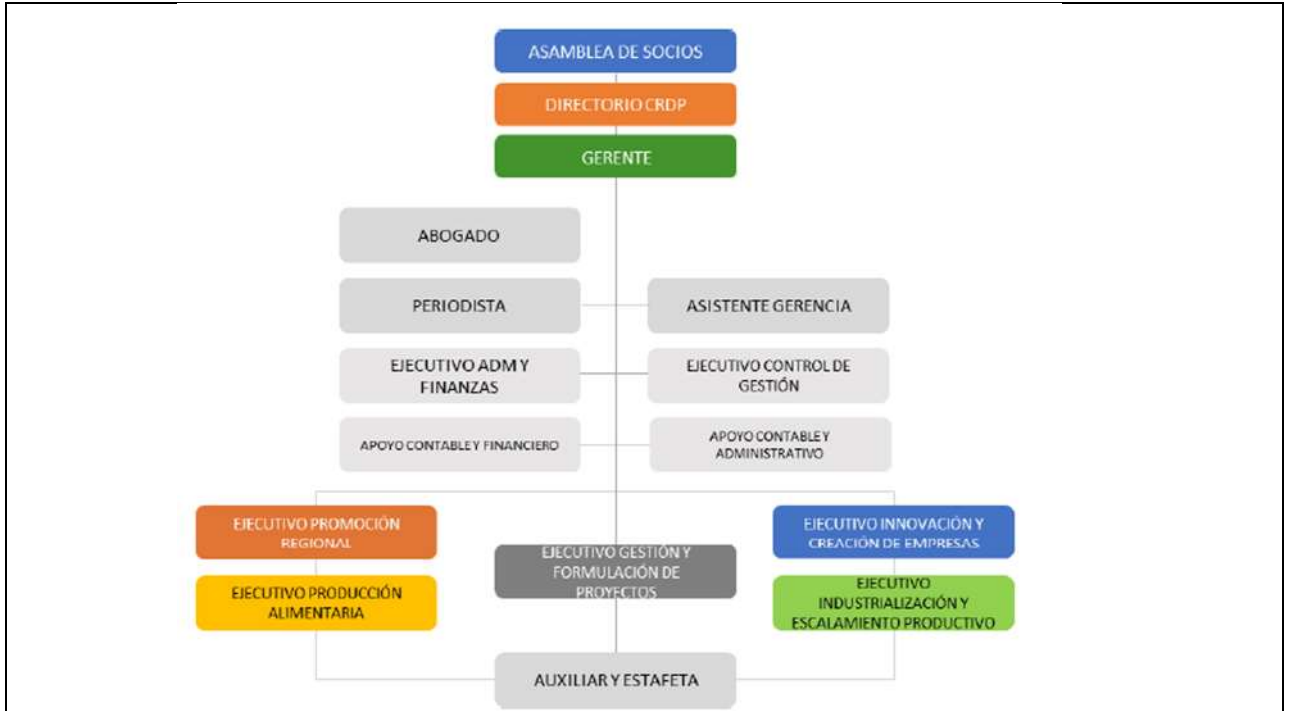 ASAMBLEA DE SOCIOS
DIRECTORIO CRDP
GERENTE
ABOGADO
PERIODISTA
ASISTENTE GERENCIA
EJECUTIVO ADM Y
FINANZAS
EJECUTIVO CONTROL DE
GESTIÓN
APOYO CONTABLE Y FINANCIERO
APOYO CONTABLE Y
ADMINISTRATIVO
EJECUTIVO PROMOCIÓN
REGIONAL
EJECUTIVO GESTIÓN Y
FORMULACIÓN DE
PROYECTOS
EJECUTIVO INNOVACIÓN Y
CREACIÓN DE EMPRESAS
EJECUTIVO PRODUCCIÓN
ALIMENTARIA
EJECUTIVO
INDUSTRIALIZACIÓN Y
ESCALAMIENTO PRODUCTIVO
AUXILIAR Y ESTAFETA